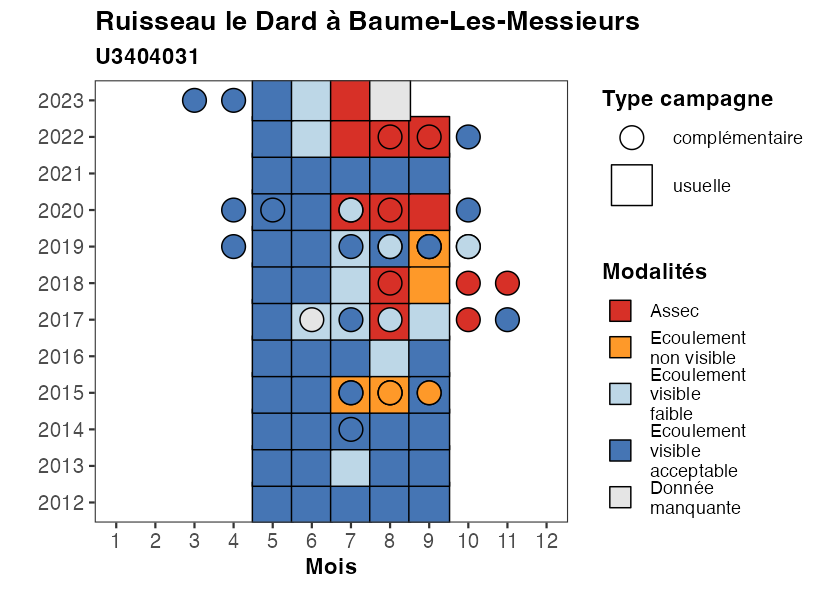 Ruisseau le Dard à Baume-Les-Messieurs
U3404031
2023
2022
2021
2020
2019
2018
2017
2016
2015
2014
2013
2012
1 2 3 4 5 6 7 8 9 10 11 12
Mois
Type campagne
complémentaire
usuelle
Modalités
Assec
Ecoulement
non visible
Ecoulement
visible
faible
Ecoulement
visible
acceptable
Donnée
manquante